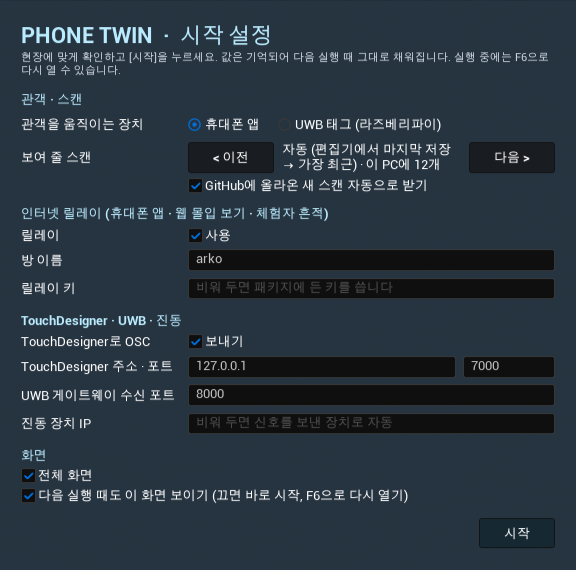 PHONE TWIN · 시작 설정
현장에 맞게 확인하고 [시작]을 누르세요. 값은 기억되어 다음 실행 때 그대로 채워집니다. 실행 중에는 F6으로
다시 열 수 있습니다.
관객 · 스캔
관객을 움직이는 장치 휴대폰 앱 UWB 태그 (라즈베리파이)
보여 줄 스캔 < 이전 자동 (편집기에서 마지막 저장
→ 가장 최근) · 이 PC에 12개 다음 >
GitHub에 올라온 새 스캔 자동으로 받기
인터넷 릴레이 (휴대폰 앱 · 웹 몰입 보기 · 체험자 흔적)
릴레이 사용
방 이름 arko
릴레이 키 비워 두면 패키지에 든 키를 씁니다
TouchDesigner · UWB · 진동
TouchDesigner로 OSC 보내기
TouchDesigner 주소 · 포트 127.0.0.1 7000
UWB 게이트웨이 수신 포트 8000
진동 장치 IP 비워 두면 신호를 보낸 장치로 자동
화면
전체 화면
다음 실행 때도 이 화면 보이기 (끄면 바로 시작, F6으로 다시 열기)
시작